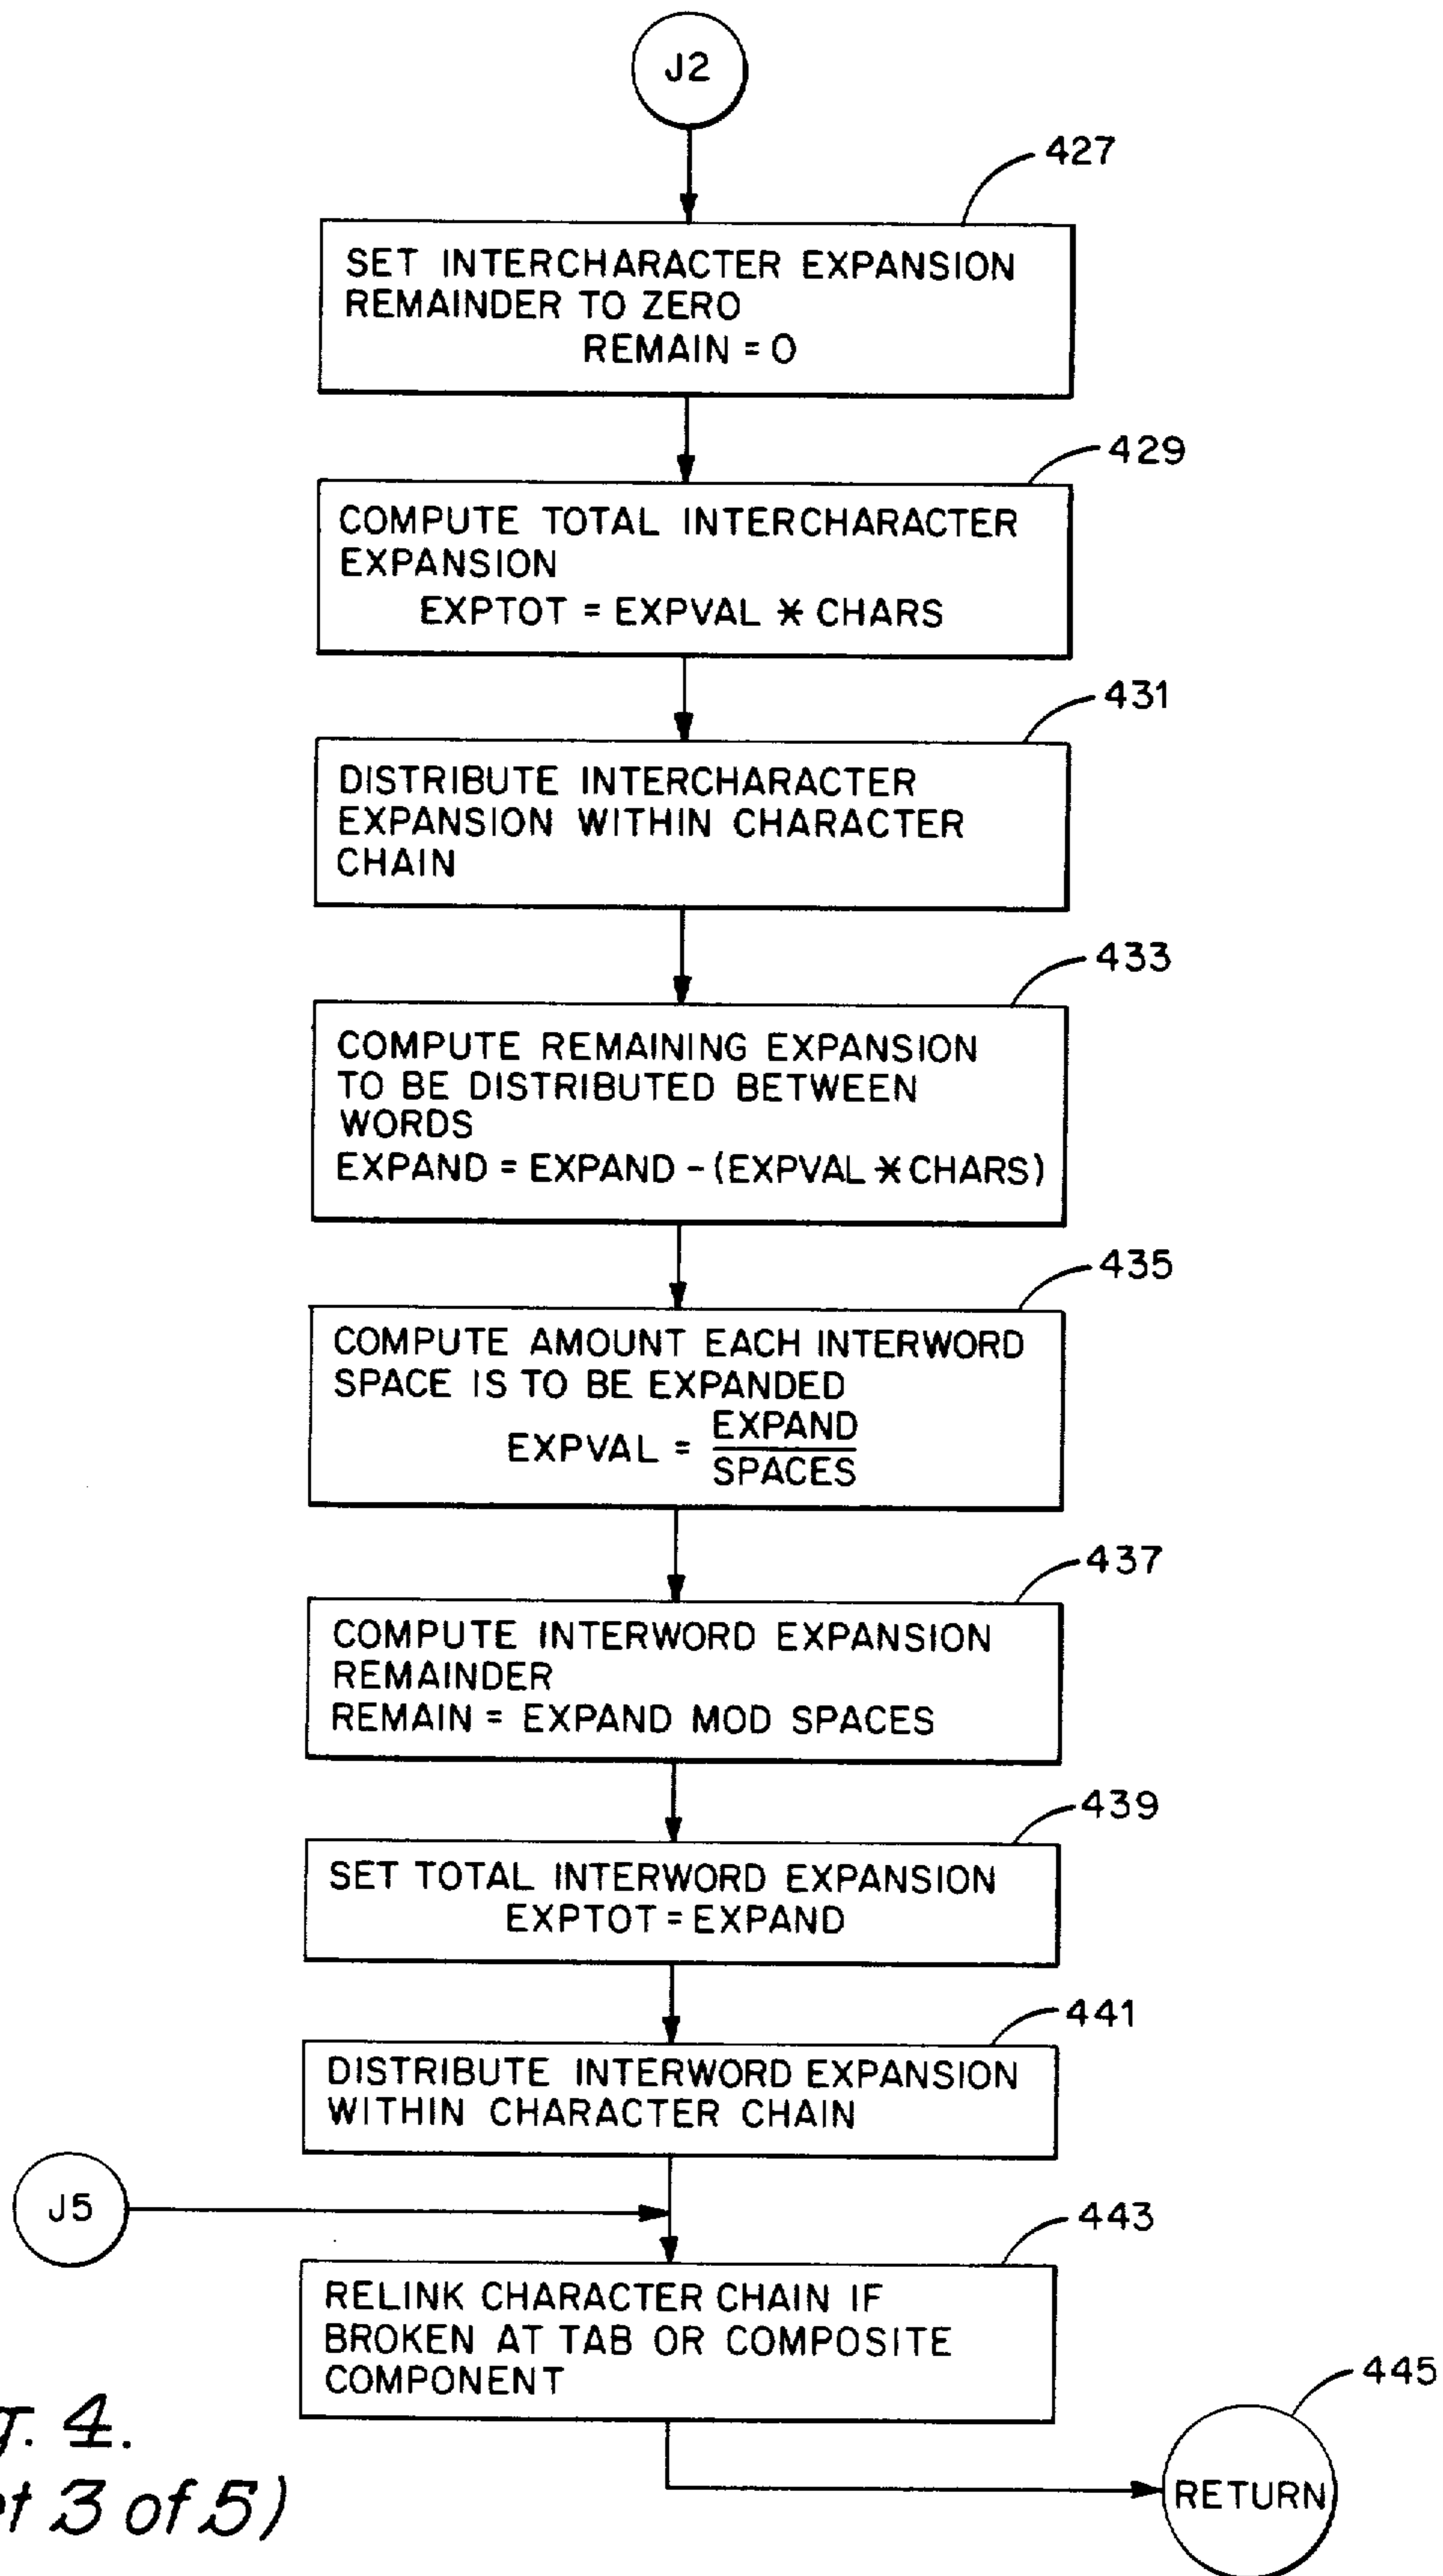 J2
427
SET INTERCHARACTER EXPANSION
REMAINDER TO ZERO
REMAIN = 0
429
COMPUTE TOTAL INTERCHARACTER
EXPANSION
EXPTOT = EXPVAL * CHARS
431
DISTRIBUTE INTERCHARACTER
EXPANSION WITHIN CHARACTER
CHAIN
433
COMPUTE REMAINING EXPANSION
TO BE DISTRIBUTED BETWEEN
WORDS
EXPAND = EXPAND - (EXPVAL * CHARS)
435
COMPUTE AMOUNT EACH INTERWORD
SPACE IS TO BE EXPANDED
EXPVAL = EXPAND
SPACES
437
COMPUTE INTERWORD EXPANSION
REMAINDER
REMAIN = EXPAND MOD SPACES
439
SET TOTAL INTERWORD EXPANSION
EXPTOT = EXPAND
441
DISTRIBUTE INTERWORD EXPANSION
WITHIN CHARACTER CHAIN
J5
443
RELINK CHARACTER CHAIN IF
BROKEN AT TAB OR COMPOSITE
COMPONENT
445
RETURN
4.
3 of 5)